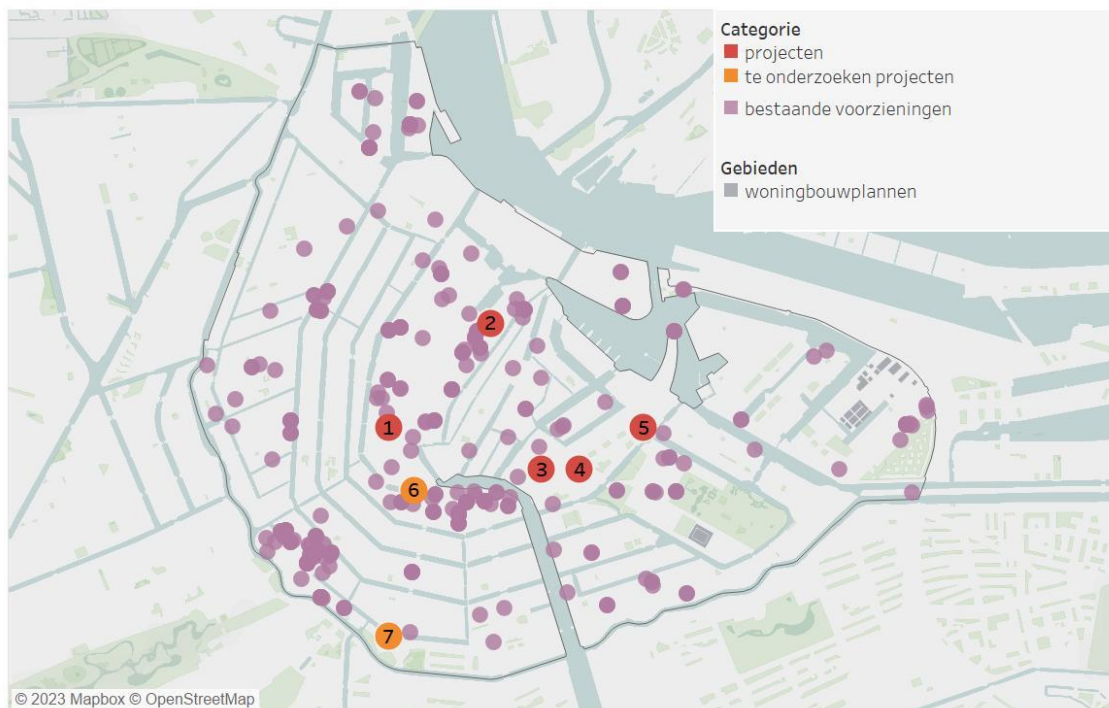 Categorie
projecten
te onderzoeken projecten
bestaande voorzieningen
Gebieden
woningbouwplannen
2
1
5
3
4
6
7
© 2023 Mapbox © OpenStreetMap